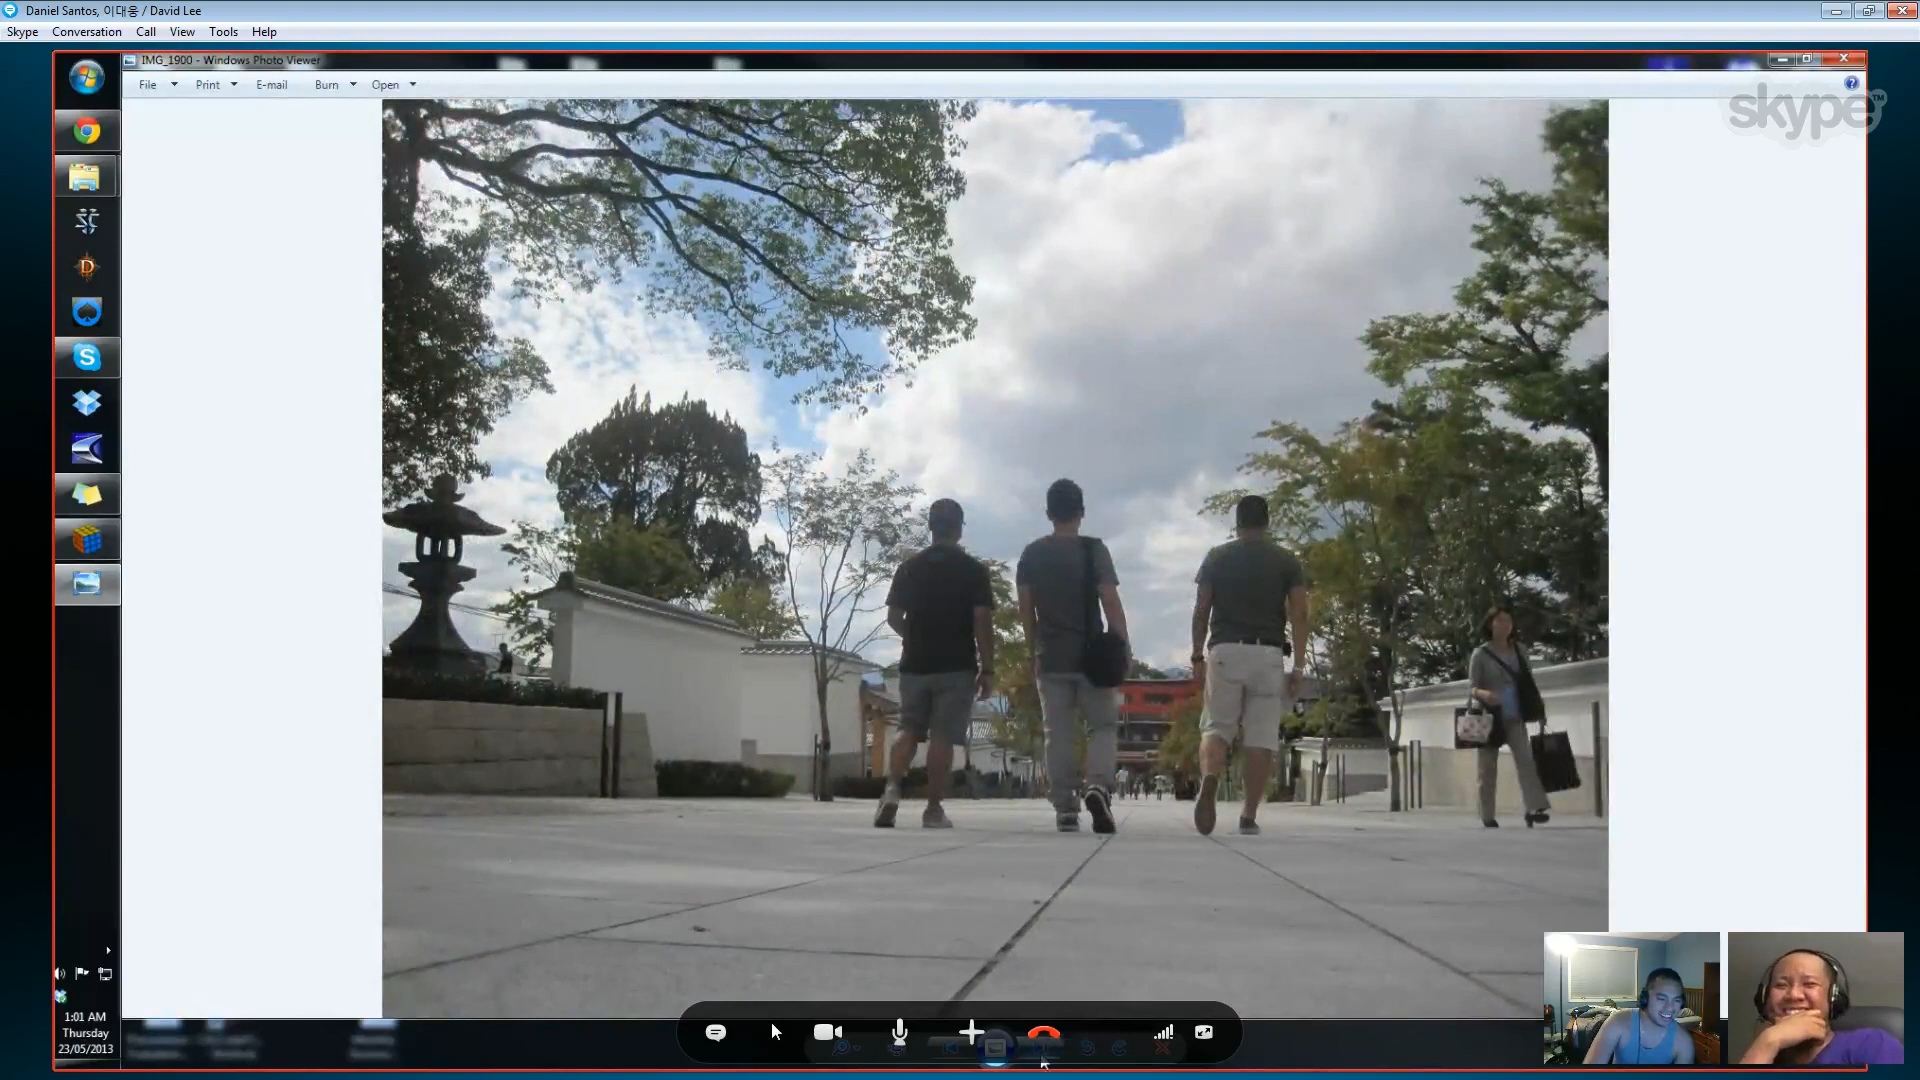 Daniel Santos, 이대웅 / David Lee
Skype Conversation Call View Tools Help
IMG_1900 - Windows Photo Viewer
File Print E-mail Burn Open
skype™
1:01 AM
Thursday
23/05/2013